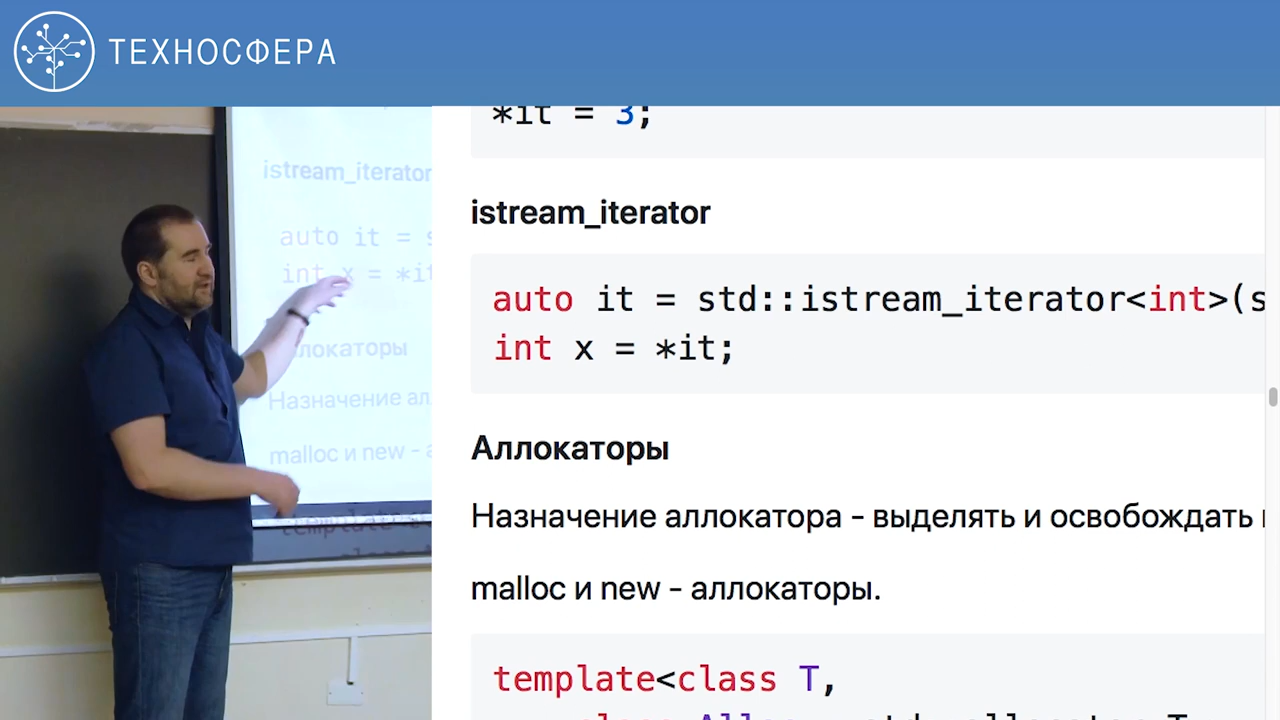 ТЕХНОСФЕРА
*it = 3;
istream_iterator
auto it = std::istream_iterator<int>(s
int x = *it;
Аллокаторы
Назначение аллокатора - выделять и освобождать
malloc и new - аллокаторы.
template<class T,
istream_iterator
auto it = s
int x = *it
локаторы
Назначение ал
malloc и new - а